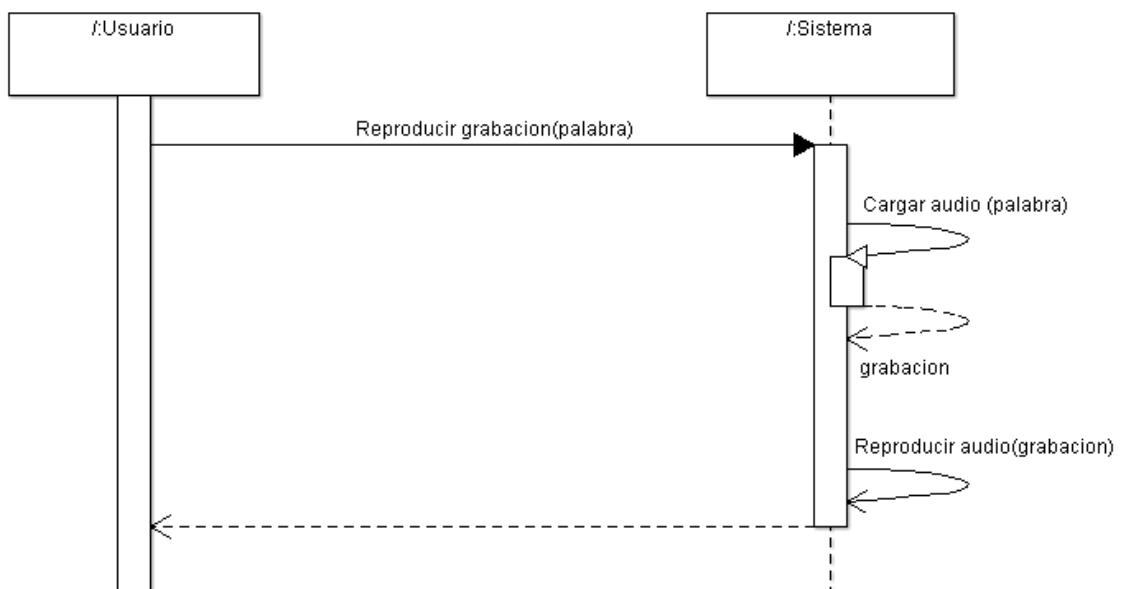 /:Usuario
/:Sistema
Reproducir grabacion(palabra)
Cargar audio (palabra)
grabacion
Reproducir audio(grabacion)